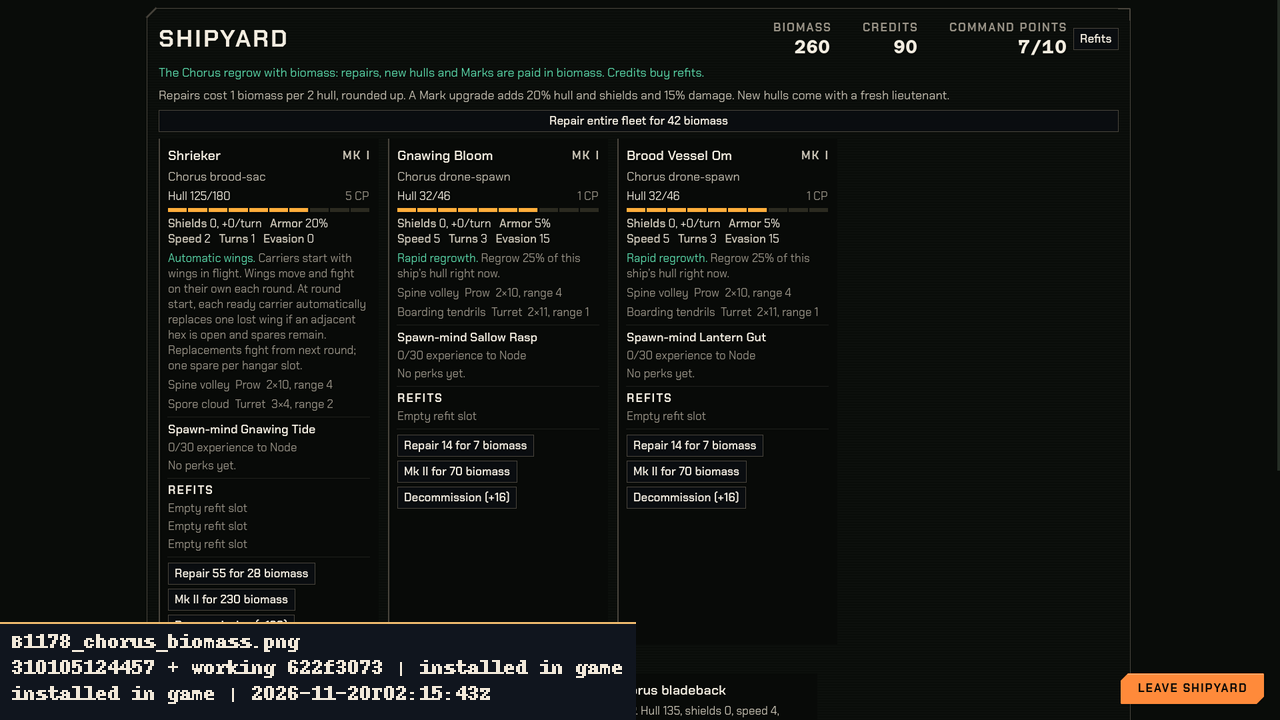 SHIPYARD
BIOMASS
260
CREDITS
90
COMMAND POINTS
7/10
Refits
The Chorus regrow with biomass: repairs, new hulls and Marks are paid in biomass. Credits buy refits.
Repairs cost 1 biomass per 2 hull, rounded up. A Mark upgrade adds 20% hull and shields and 15% damage. New hulls come with a fresh lieutenant.
Repair entire fleet for 42 biomass
Shrieker MK I
Chorus brood-sac
Hull 125/180 5 CP
Shields 0, +0/turn Armor 20%
Speed 2 Turns 1 Evasion 0
Automatic wings. Carriers start with
wings in flight. Wings move and fight
on their own each round. At round
start, each ready carrier automatically
replaces one lost wing if an adjacent
hex is open and spares remain.
Replacements fight from next round;
one spare per hangar slot.
Spine volley Prow 2×10, range 4
Spore cloud Turret 3×4, range 2
Spawn-mind Gnawing Tide
0/30 experience to Node
No perks yet.
REFITS
Empty refit slot
Empty refit slot
Empty refit slot
Repair 55 for 28 biomass
Mk II for 230 biomass
Gnawing Bloom MK I
Chorus drone-spawn
Hull 32/46 1 CP
Shields 0, +0/turn Armor 5%
Speed 5 Turns 3 Evasion 15
Rapid regrowth. Regrow 25% of this
ship's hull right now.
Spine volley Prow 2×10, range 4
Boarding tendrils Turret 2×11, range 1
Spawn-mind Sallow Rasp
0/30 experience to Node
No perks yet.
REFITS
Empty refit slot
Repair 14 for 7 biomass
Mk II for 70 biomass
Decommission (+16)
Brood Vessel Om MK I
Chorus drone-spawn
Hull 32/46 1 CP
Shields 0, +0/turn Armor 5%
Speed 5 Turns 3 Evasion 15
Rapid regrowth. Regrow 25% of this
ship's hull right now.
Spine volley Prow 2×10, range 4
Boarding tendrils Turret 2×11, range 1
Spawn-mind Lantern Gut
0/30 experience to Node
No perks yet.
REFITS
Empty refit slot
Repair 14 for 7 biomass
Mk II for 70 biomass
Decommission (+16)
bladeback
Hull 135, shields 0, speed 4,
LEAVE SHIPYARD
B1178_chorus_biomass.png
310105124457 + working 622f3073 | installed in game
installed in game | 2026-11-20T02:15:43Z